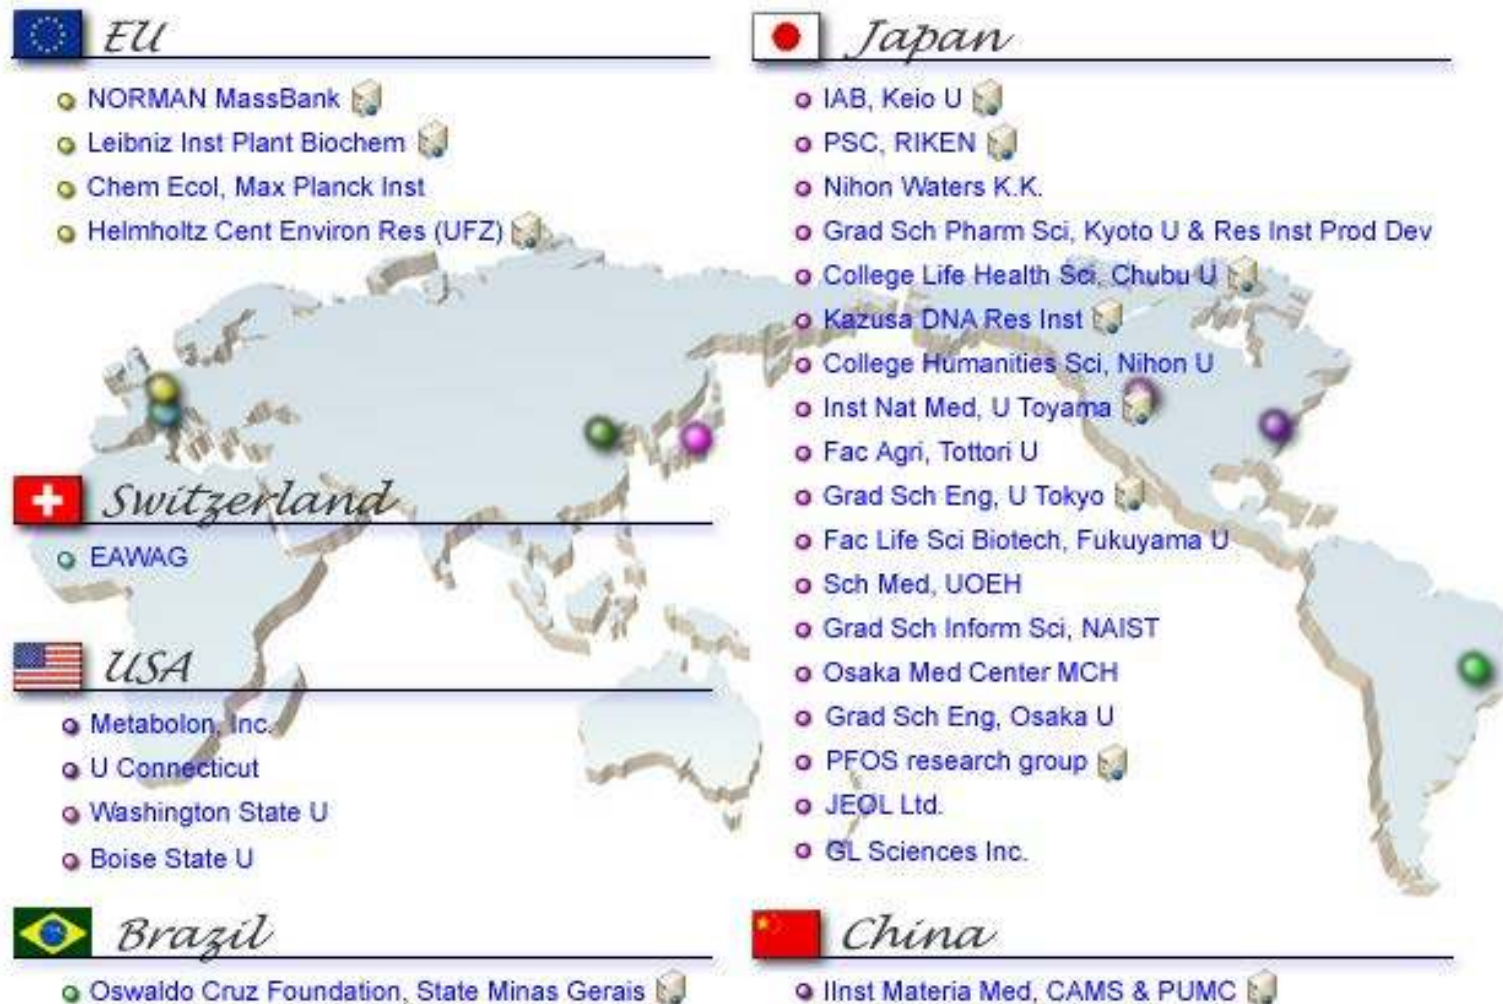 EU
NORMAN MassBank
Leibniz Inst Plant Biochem
Chem Ecol, Max Planck Inst
Helmholtz Cent Environ Res (UFZ)
Switzerland
EAWAG
USA
Metabolon, Inc.
U Connecticut
Washington State U
Boise State U
Brazil
Oswaldo Cruz Foundation, State Minas Gerais
Japan
IAB, Keio U
PSC, RIKEN
Nihon Waters K.K.
Grad Sch Pharm Sci, Kyoto U & Res Inst Prod Dev
College Life Health Sci, Chubu U
Kazusa DNA Res Inst
College Humanities Sci, Nihon U
Inst Nat Med, U Toyama
Fac Agri, Tottori U
Grad Sch Eng, U Tokyo
Fac Life Sci Biotech, Fukuyama U
Sch Med, UOEH
Grad Sch Inform Sci, NAIST
Osaka Med Center MCH
Grad Sch Eng, Osaka U
PFOS research group
JEOL Ltd.
GL Sciences Inc.
China
IInst Materia Med, CAMS & PUMC